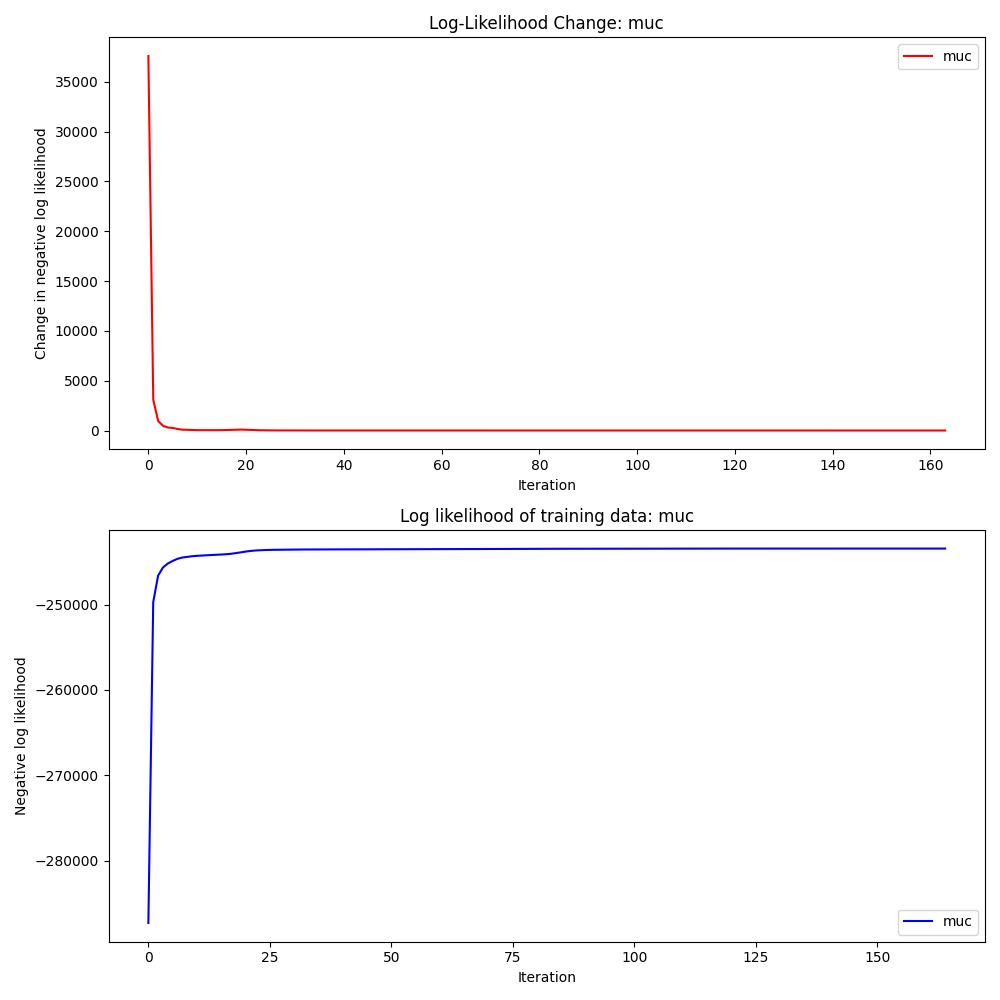 Log-Likelihood Change: muc
muc
35000
30000
25000
20000
15000
10000
5000
0
Change in negative log likelihood
0 20 40 60 80 100 120 140 160
Iteration
Log likelihood of training data: muc
−250000
−260000
−270000
−280000
Negative log likelihood
muc
0 25 50 75 100 125 150
Iteration